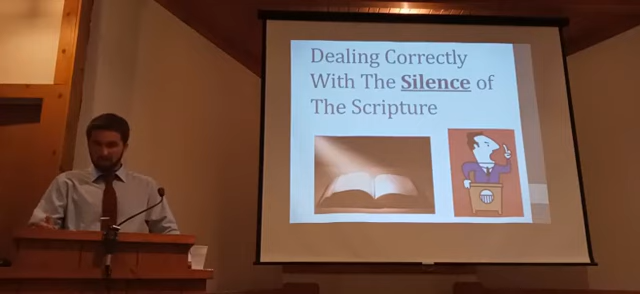 Dealing Correctly
With The Silence of
The Scripture